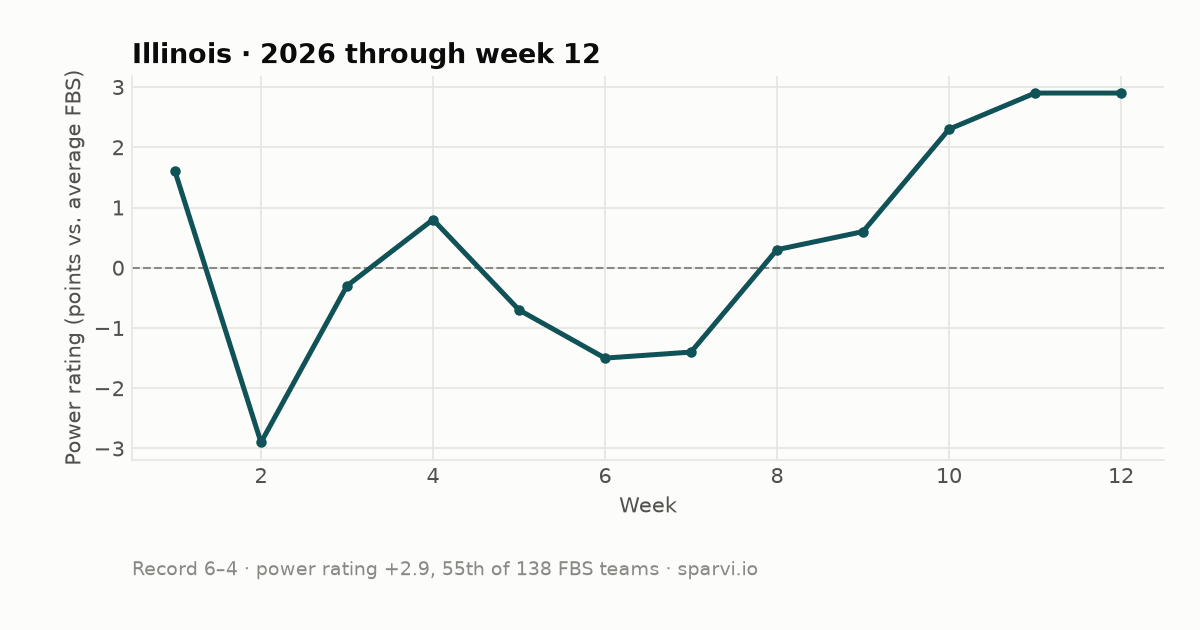 Illinois · 2026 through week 12
Power rating (points vs. average FBS)
3
2
1
0
−1
−2
−3
2 4 6 8 10 12
Week
Record 6–4 · power rating +2.9, 55th of 138 FBS teams · sparvi.io